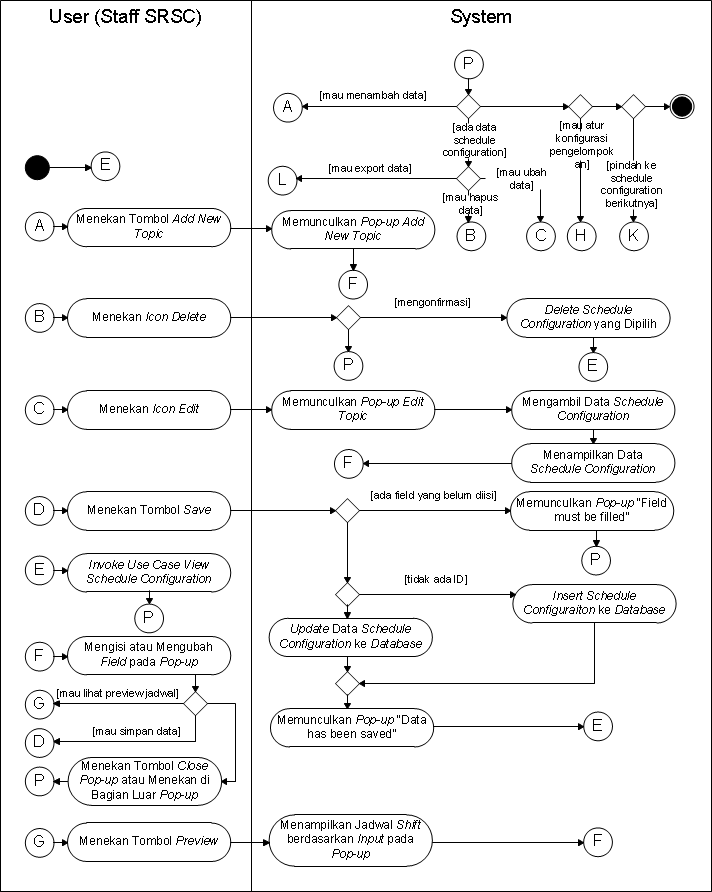 User (Staff SRSC)
System
P
A
[mau menambah data]
[ada data
schedule
configuration]
[mau atur
konfigurasi
pengelompok
an]
[pindah ke
schedule
configuration
berikutnya]
E
L
[mau export data]
[mau ubah
data]
[mau hapus
data]
B
C
H
K
A
Menekan Tombol Add New
Topic
Memunculkan Pop-up Add
New Topic
F
B
Menekan Icon Delete
[mengonfirmasi]
Delete Schedule
Configuration yang Dipilih
P
E
C
Menekan Icon Edit
Memunculkan Pop-up Edit
Topic
Mengambil Data Schedule
Configuration
F
Menampilkan Data
Schedule Configuration
D
Menekan Tombol Save
[ada field yang belum diisi]
Memunculkan Pop-up "Field
must be filled"
P
E
Invoke Use Case View
Schedule Configuration
P
[tidak ada ID]
Insert Schedule
Configuraiton ke Database
Update Data Schedule
Configuration ke Database
F
Mengisi atau Mengubah
Field pada Pop-up
G
[mau lihat preview jadwal]
D
[mau simpan data]
Memunculkan Pop-up "Data
has been saved"
E
P
Menekan Tombol Close
Pop-up atau Menekan di
Bagian Luar Pop-up
G
Menekan Tombol Preview
Menampilkan Jadwal Shift
berdasarkan Input pada
Pop-up
F